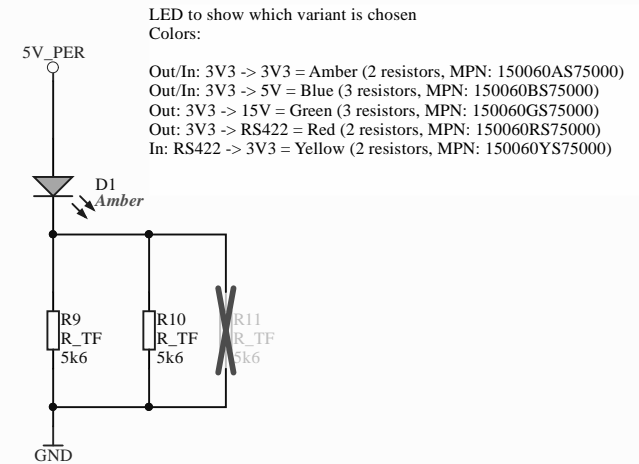 LED to show which variant is chosen
Colors:
Out/In: 3V3 -> 3V3 = Amber (2 resistors, MPN: 150060AS75000)
Out/In: 3V3 -> 5V = Blue (3 resistors, MPN: 150060BS75000)
Out: 3V3 -> 15V = Green (3 resistors, MPN: 150060GS75000)
Out: 3V3 -> RS422 = Red (2 resistors, MPN: 150060RS75000)
In: RS422 -> 3V3 = Yellow (2 resistors, MPN: 150060YS75000)
5V_PER
D1
Amber
R9
R_TF
5k6
R10
R_TF
5k6
R11
R_TF
5k6
GND